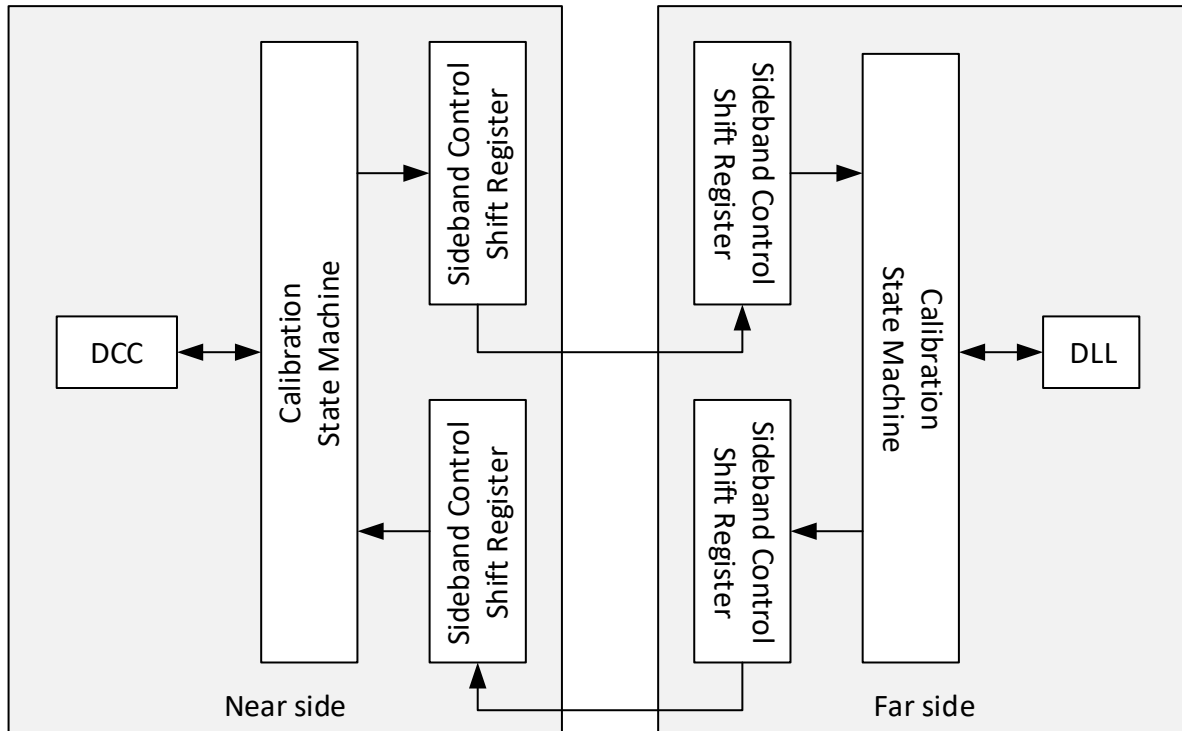 DCC
Calibration
State Machine
Sideband Control
Shift Register
Sideband Control
Shift Register
Near side
Sideband Control
Shift Register
Sideband Control
Shift Register
Calibration
State Machine
DLL
Far side